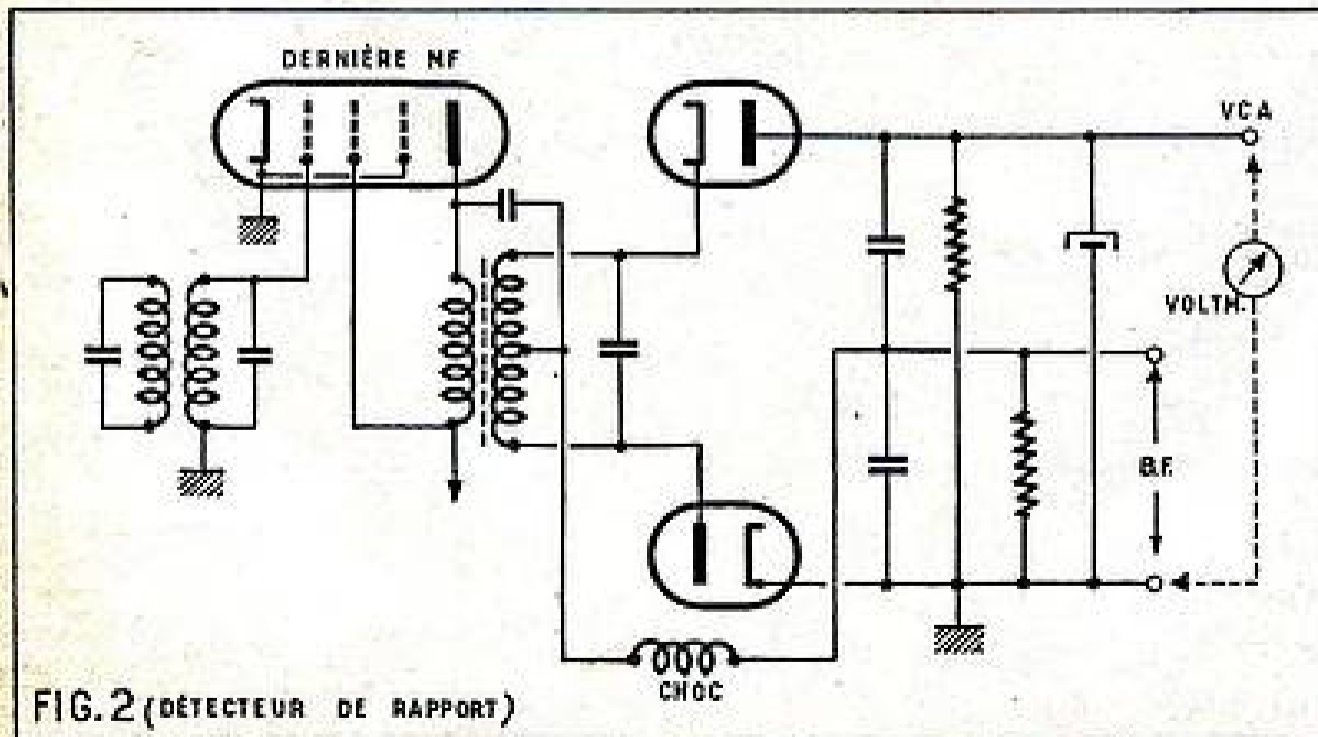 DERNIÈRE MF
VCA
VOLTM.
B.F.
CHOC
FIG. 2 (DÉTECTEUR DE RAPPORT)